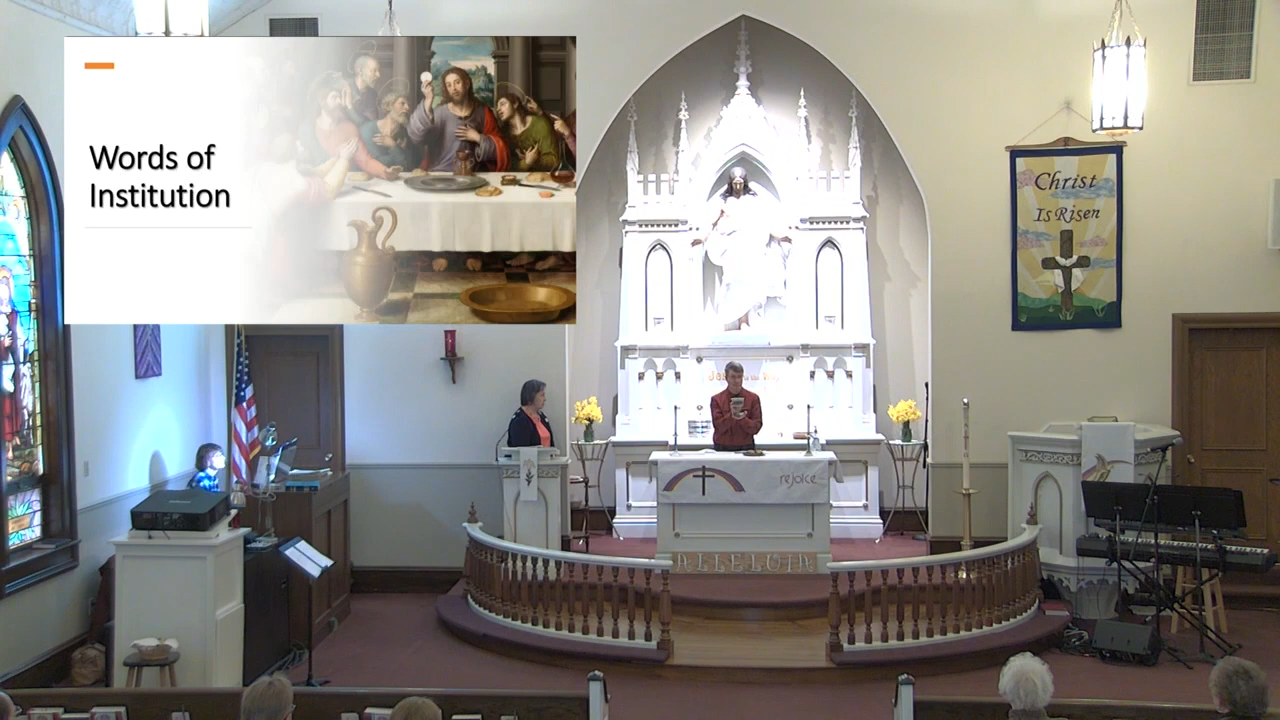 Words of
Institution
Christ
Is Risen
rejoice
ALLELUIA